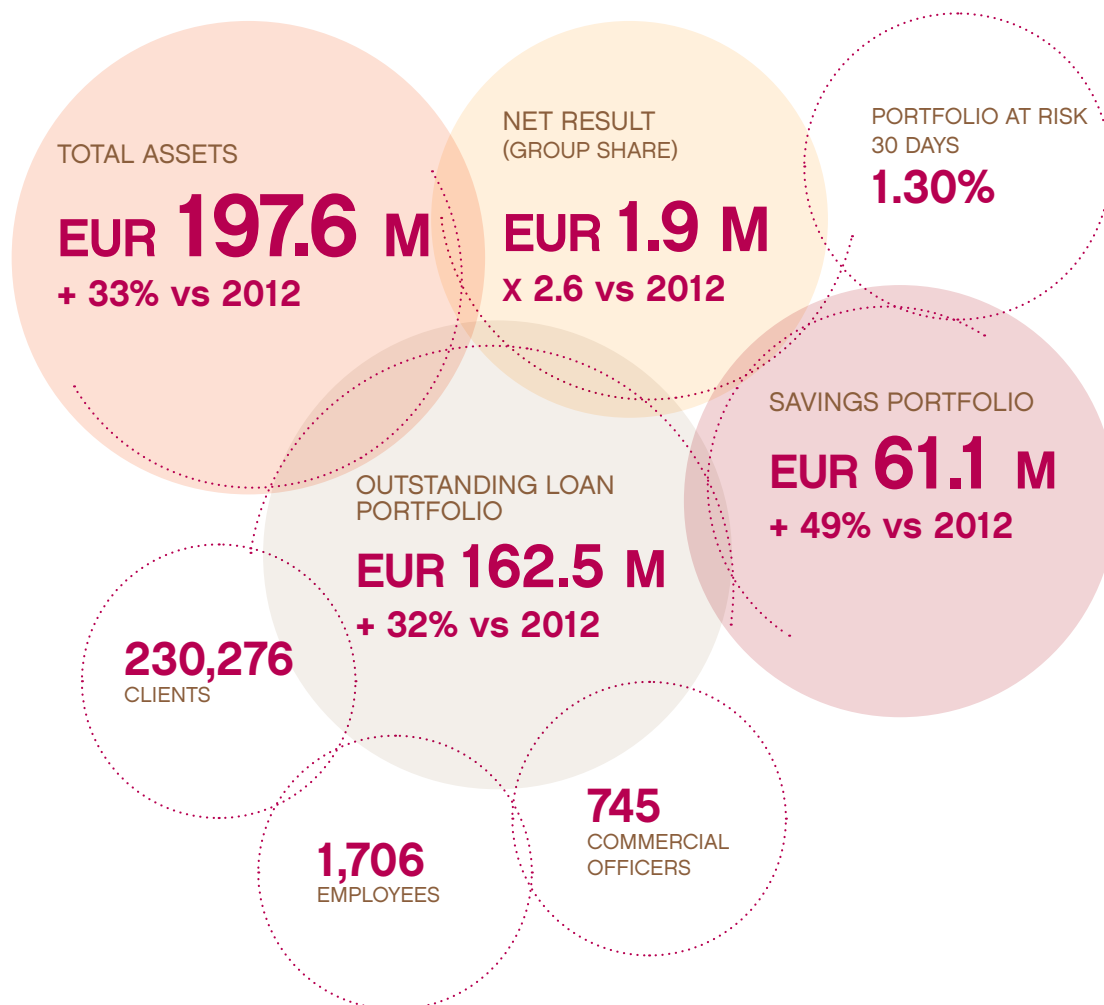 TOTAL ASSETS
EUR 197.6 M
+ 33% vs 2012
NET RESULT
(GROUP SHARE)
EUR 1.9 M
X 2.6 vs 2012
PORTFOLIO AT RISK
30 DAYS
1.30%
SAVINGS PORTFOLIO
EUR 61.1 M
+ 49% vs 2012
OUTSTANDING LOAN
PORTFOLIO
EUR 162.5 M
+ 32% vs 2012
230,276
CLIENTS
1,706
EMPLOYEES
745
COMMERCIAL
OFFICERS